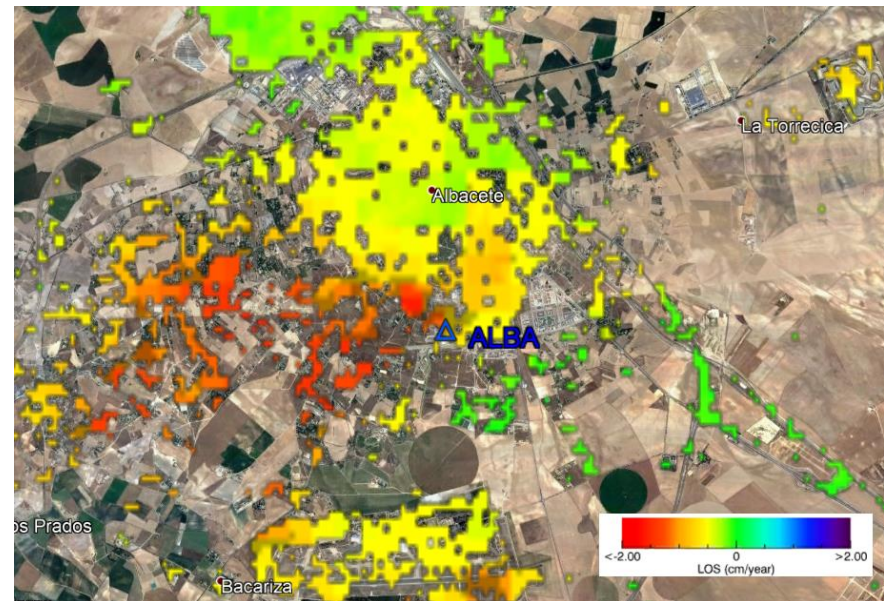 La Torrecica
Albacete
ALBA
os Prados
Bacariza
<-2.00 0 >2.00
LOS (cm/year)